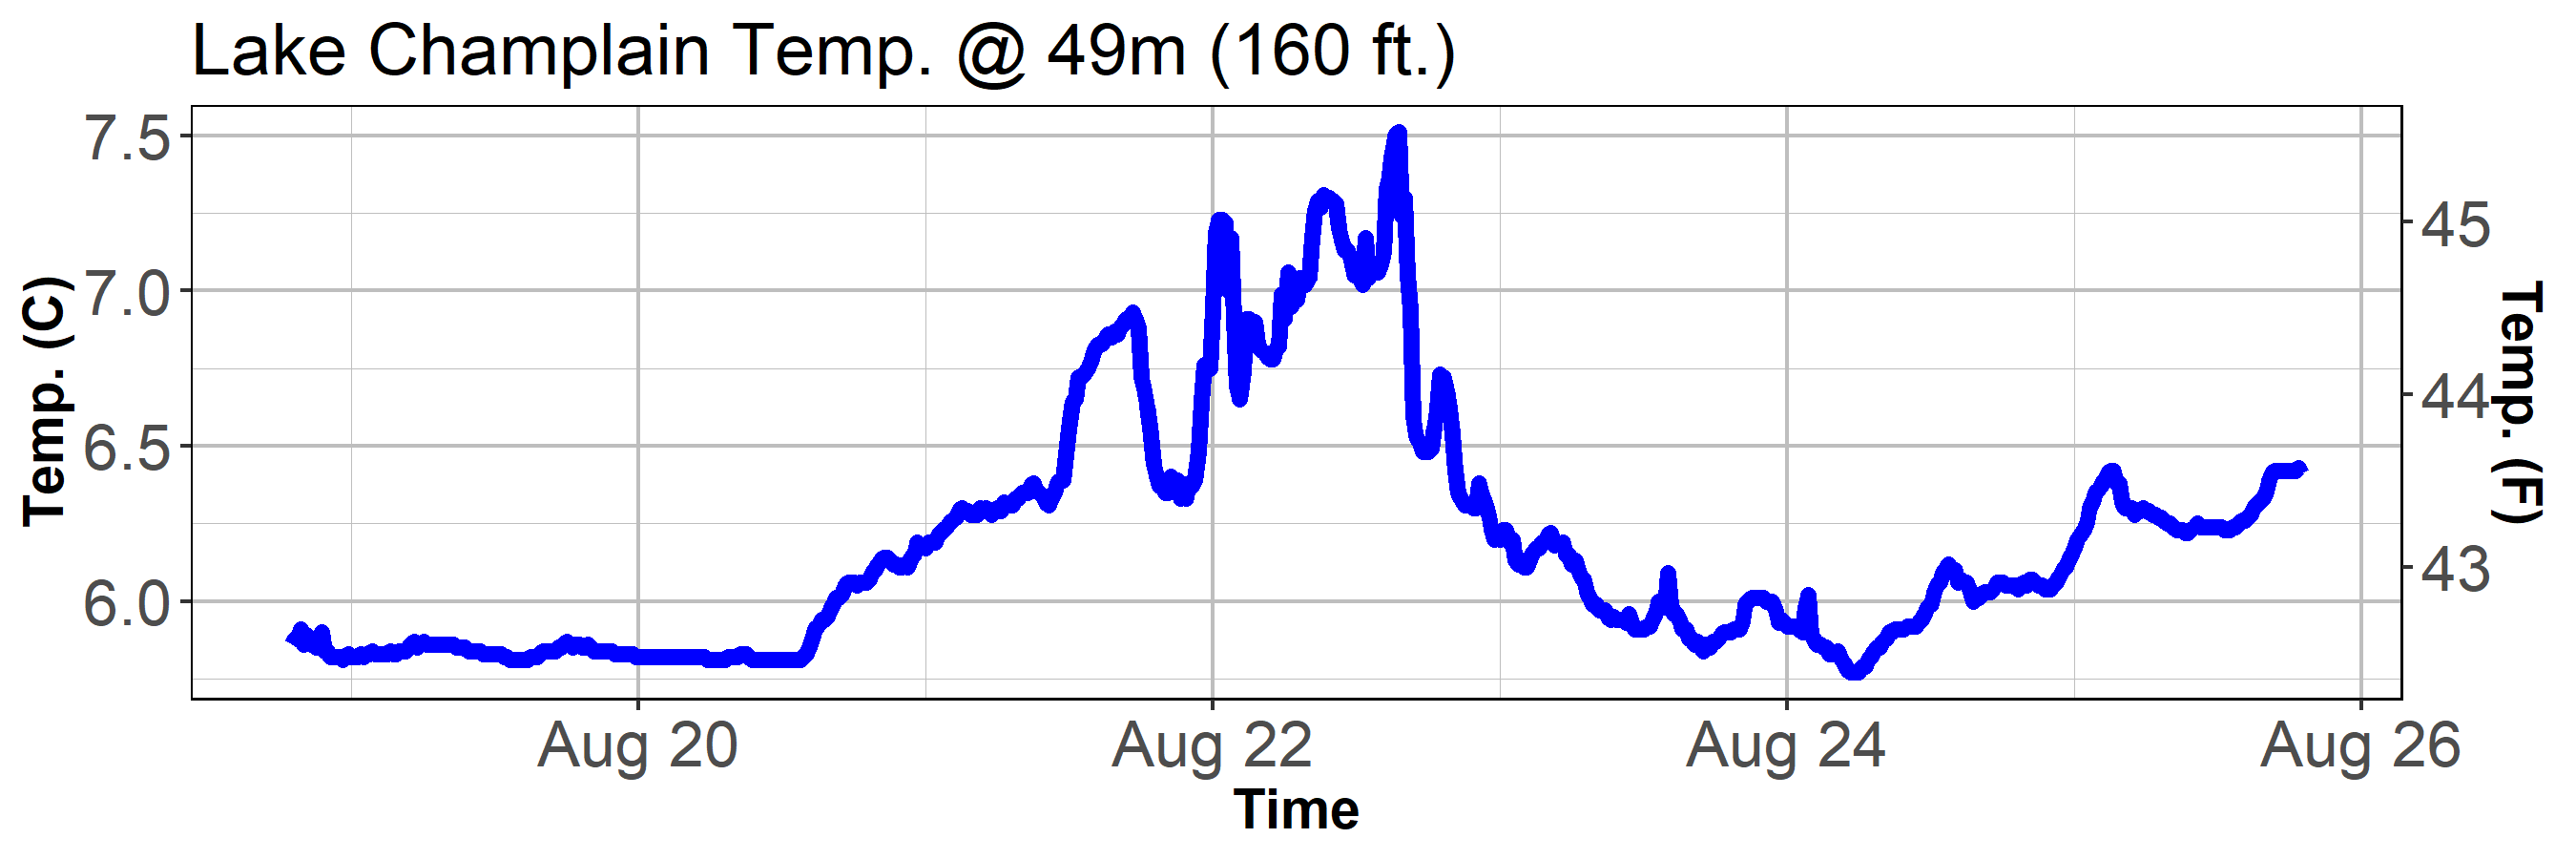 Lake Champlain Temp. @ 49m (160 ft.)
Temp. (C)
7.5
7.0
6.5
6.0
45
44
43
Temp. (F)
Aug 20 Aug 22 Aug 24 Aug 26
Time